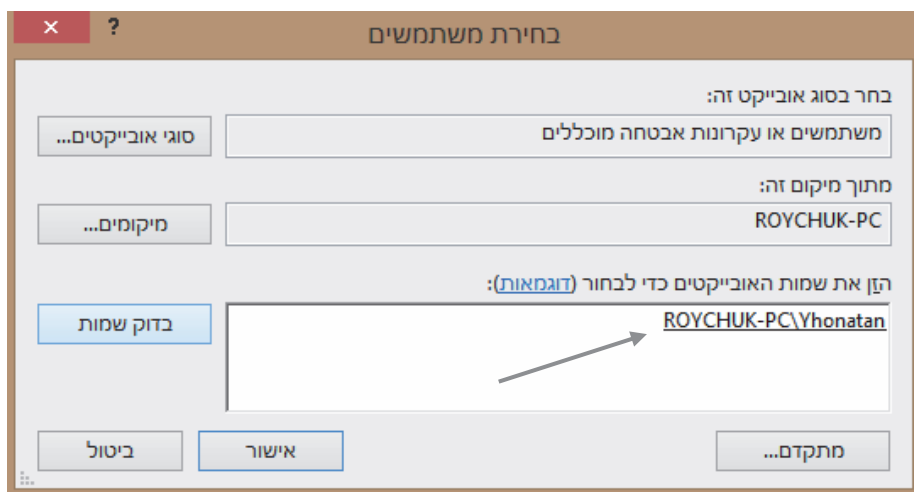 בחירת משתמשים ? ×
בחר בסוג אובייקט זה:
משתמשים או עקרונות אבטחה מוכללים סוגי אובייקטים...
מתוך מיקום זה:
ROYCHUK-PC מיקומים...
הזן את שמות האובייקטים כדי לבחור (דוגמאות):
ROYCHUK-PC\Yhonatan בדוק שמות
מתקדם... אישור ביטול